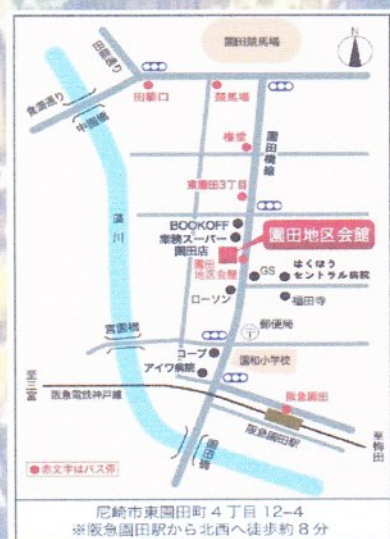 N
園田競馬場
田能通り
食満通り
中園橋
田能口
競馬場
椎堂
園田橋線
東園田3丁目
藻川
BOOKOFF
業務スーパー
園田店
園田地区会館
園田
地区会館
GS
はくほう
セントラル病院
ローソン
福田寺
宮園橋
郵便局
コープ
園和小学校
アイワ病院
至三宮
阪急電鉄神戸線
阪急園田
阪急園田駅
至梅田
園田橋
●赤文字はバス停
尼崎市東園田町4丁目12-4
※阪急園田駅から北西へ徒歩約8分